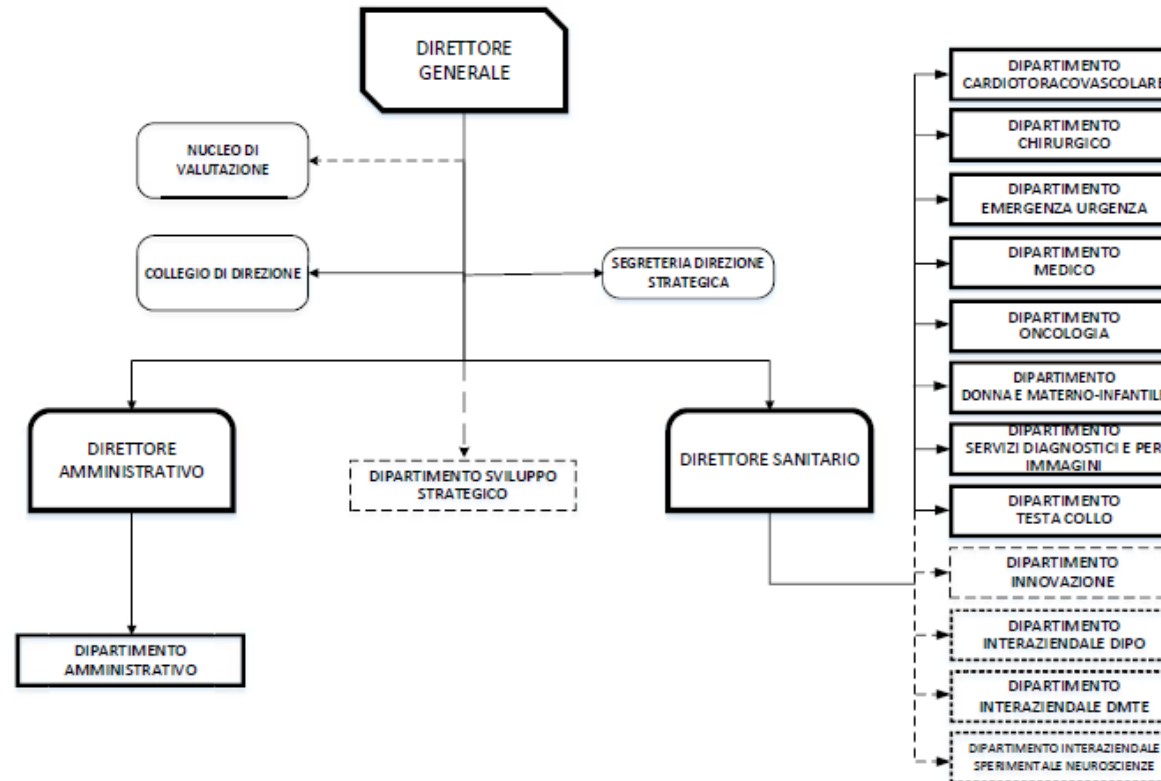 DIRETTORE
GENERALE
NUCLEO DI
VALUTAZIONE
COLLEGIO DI DIREZIONE
SEGRETERIA DIREZIONE
STRATEGICA
DIRETTORE
AMMINISTRATIVO
DIPARTIMENTO SVILUPPO
STRATEGICO
DIRETTORE SANITARIO
DIPARTIMENTO
AMMINISTRATIVO
DIPARTIMENTO
CARDIOTORACOVASCOLARE
DIPARTIMENTO
CHIRURGICO
DIPARTIMENTO
EMERGENZA URGENZA
DIPARTIMENTO
MEDICO
DIPARTIMENTO
ONCOLOGIA
DIPARTIMENTO
DONNA E MATERNO-INFANTILE
DIPARTIMENTO
SERVIZI DIAGNOSTICI E PER
IMMAGINI
DIPARTIMENTO
TESTA COLLO
DIPARTIMENTO
INNOVAZIONE
DIPARTIMENTO
INTERAZIENDALE DIPO
DIPARTIMENTO
INTERAZIENDALE DMTE
DIPARTIMENTO INTERAZIENDALE
SPERIMENTALE NEUROSCIENZE